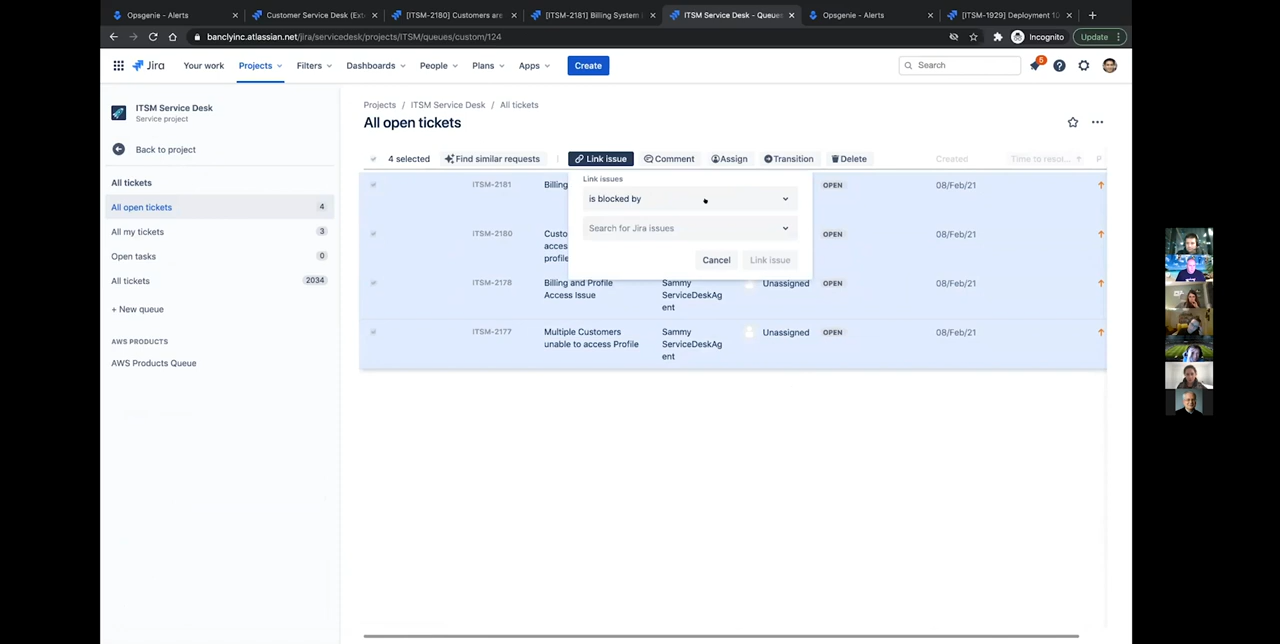 Opsgenie - Alerts
Customer Service Desk (Ext
[ITSM-2180] Customers are
[ITSM-2181] Billing System
ITSM Service Desk - Queues
Opsgenie - Alerts
[ITSM-1929] Deployment 10
banclyinc.atlassian.net/jira/servicedesk/projects/ITSM/queues/custom/124
Incognito
Update
Jira
Your work
Projects
Filters
Dashboards
People
Plans
Apps
Create
Search
ITSM Service Desk
Service project
Back to project
All tickets
All open tickets 4
All my tickets 3
Open tasks 0
All tickets 2034
+ New queue
AWS PRODUCTS
AWS Products Queue
Projects / ITSM Service Desk / All tickets
All open tickets
4 selected
Find similar requests
Link issue
Comment
Assign
Transition
Delete
Created
Time to resor...
P
Link issues
is blocked by
Search for Jira issues
Cancel
Link issue
ITSM-2181
Billing
OPEN
08/Feb/21
ITSM-2180
Custo
acces
profile
OPEN
08/Feb/21
ITSM-2178
Billing and Profile
Access Issue
Sammy
ServiceDeskAg
ent
Unassigned
OPEN
08/Feb/21
ITSM-2177
Multiple Customers
unable to access Profile
Sammy
ServiceDeskAg
ent
Unassigned
OPEN
08/Feb/21